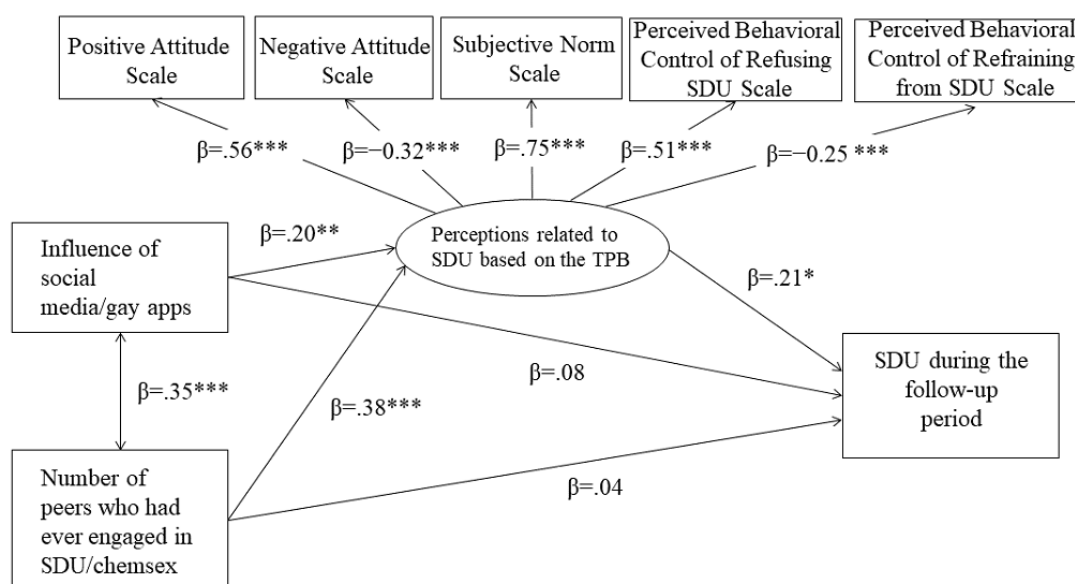 Positive Attitude
Scale
Negative Attitude
Scale
Subjective Norm
Scale
Perceived Behavioral
Control of Refusing
SDU Scale
Perceived Behavioral
Control of Refraining
from SDU Scale
β=.56***
β=−0.32***
β=.75***
β=.51***
β=−0.25 ***
Influence of
social
media/gay apps
β=.20**
Perceptions related to
SDU based on the TPB
β=.21*
β=.35***
β=.38***
β=.08
SDU during the
follow-up
period
Number of
peers who had
ever engaged in
SDU/chemsex
β=.04